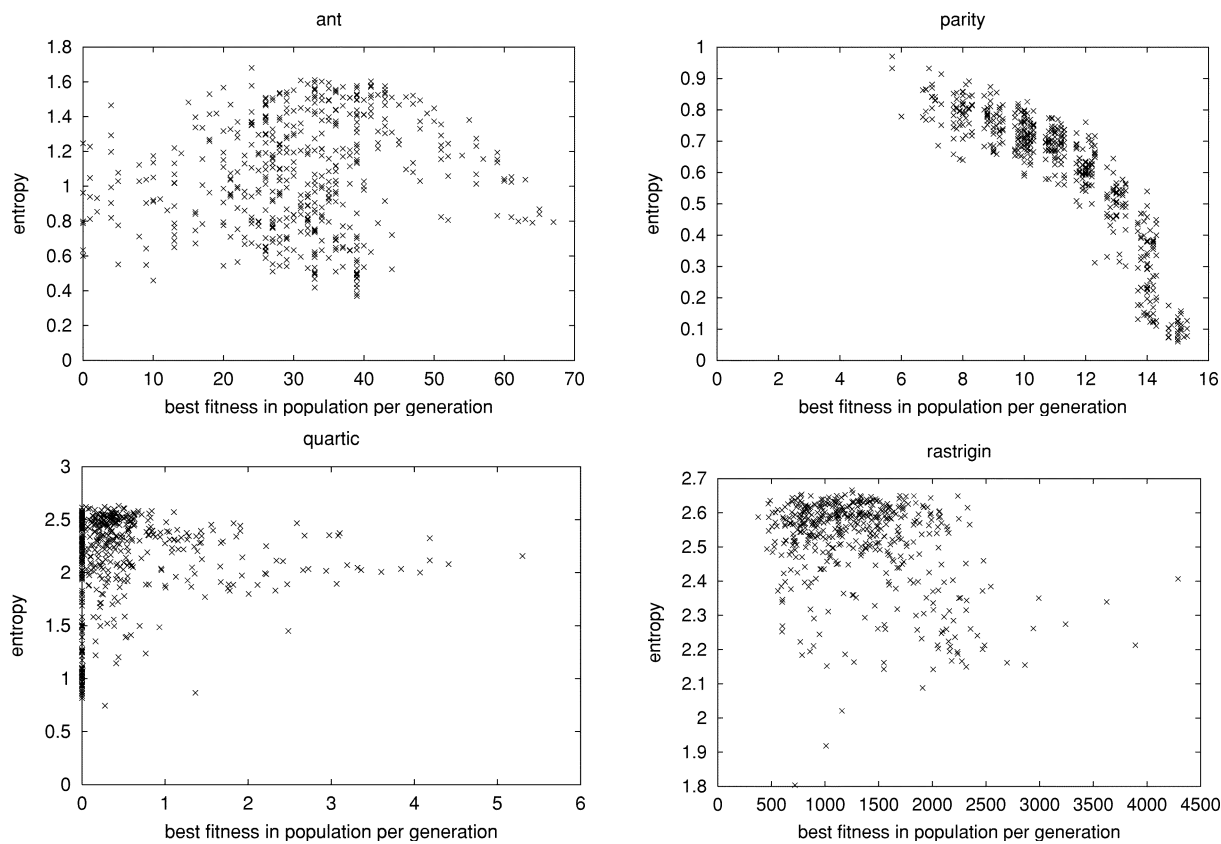 ant
1.8
1.6
1.4
1.2
1
0.8
0.6
0.4
0.2
0
entropy
0 10 20 30 40 50 60 70
best fitness in population per generation
parity
1
0.9
0.8
0.7
0.6
0.5
0.4
0.3
0.2
0.1
0
entropy
0 2 4 6 8 10 12 14 16
best fitness in population per generation
quartic
3
2.5
2
1.5
1
0.5
0
entropy
0 1 2 3 4 5 6
best fitness in population per generation
rastrigin
2.7
2.6
2.5
2.4
2.3
2.2
2.1
2
1.9
1.8
entropy
0 500 1000 1500 2000 2500 3000 3500 4000 4500
best fitness in population per generation